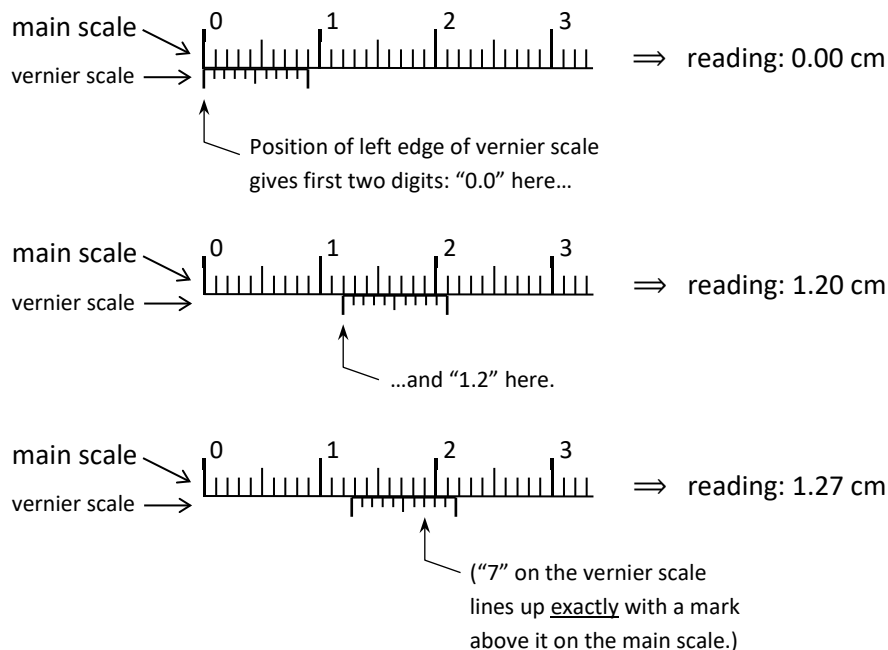 0 1 2 3
main scale
vernier scale
⇒ reading: 0.00 cm
Position of left edge of vernier scale
gives first two digits: “0.0” here…
0 1 2 3
main scale
vernier scale
⇒ reading: 1.20 cm
…and “1.2” here.
0 1 2 3
main scale
vernier scale
⇒ reading: 1.27 cm
(“7” on the vernier scale
lines up exactly with a mark
above it on the main scale.)